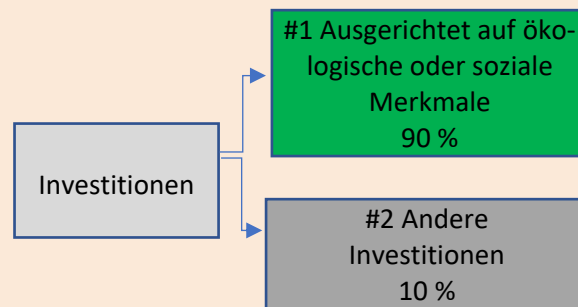 #1 Ausgerichtet auf öko-
logische oder soziale
Merkmale
90 %
Investitionen
#2 Andere
Investitionen
10 %